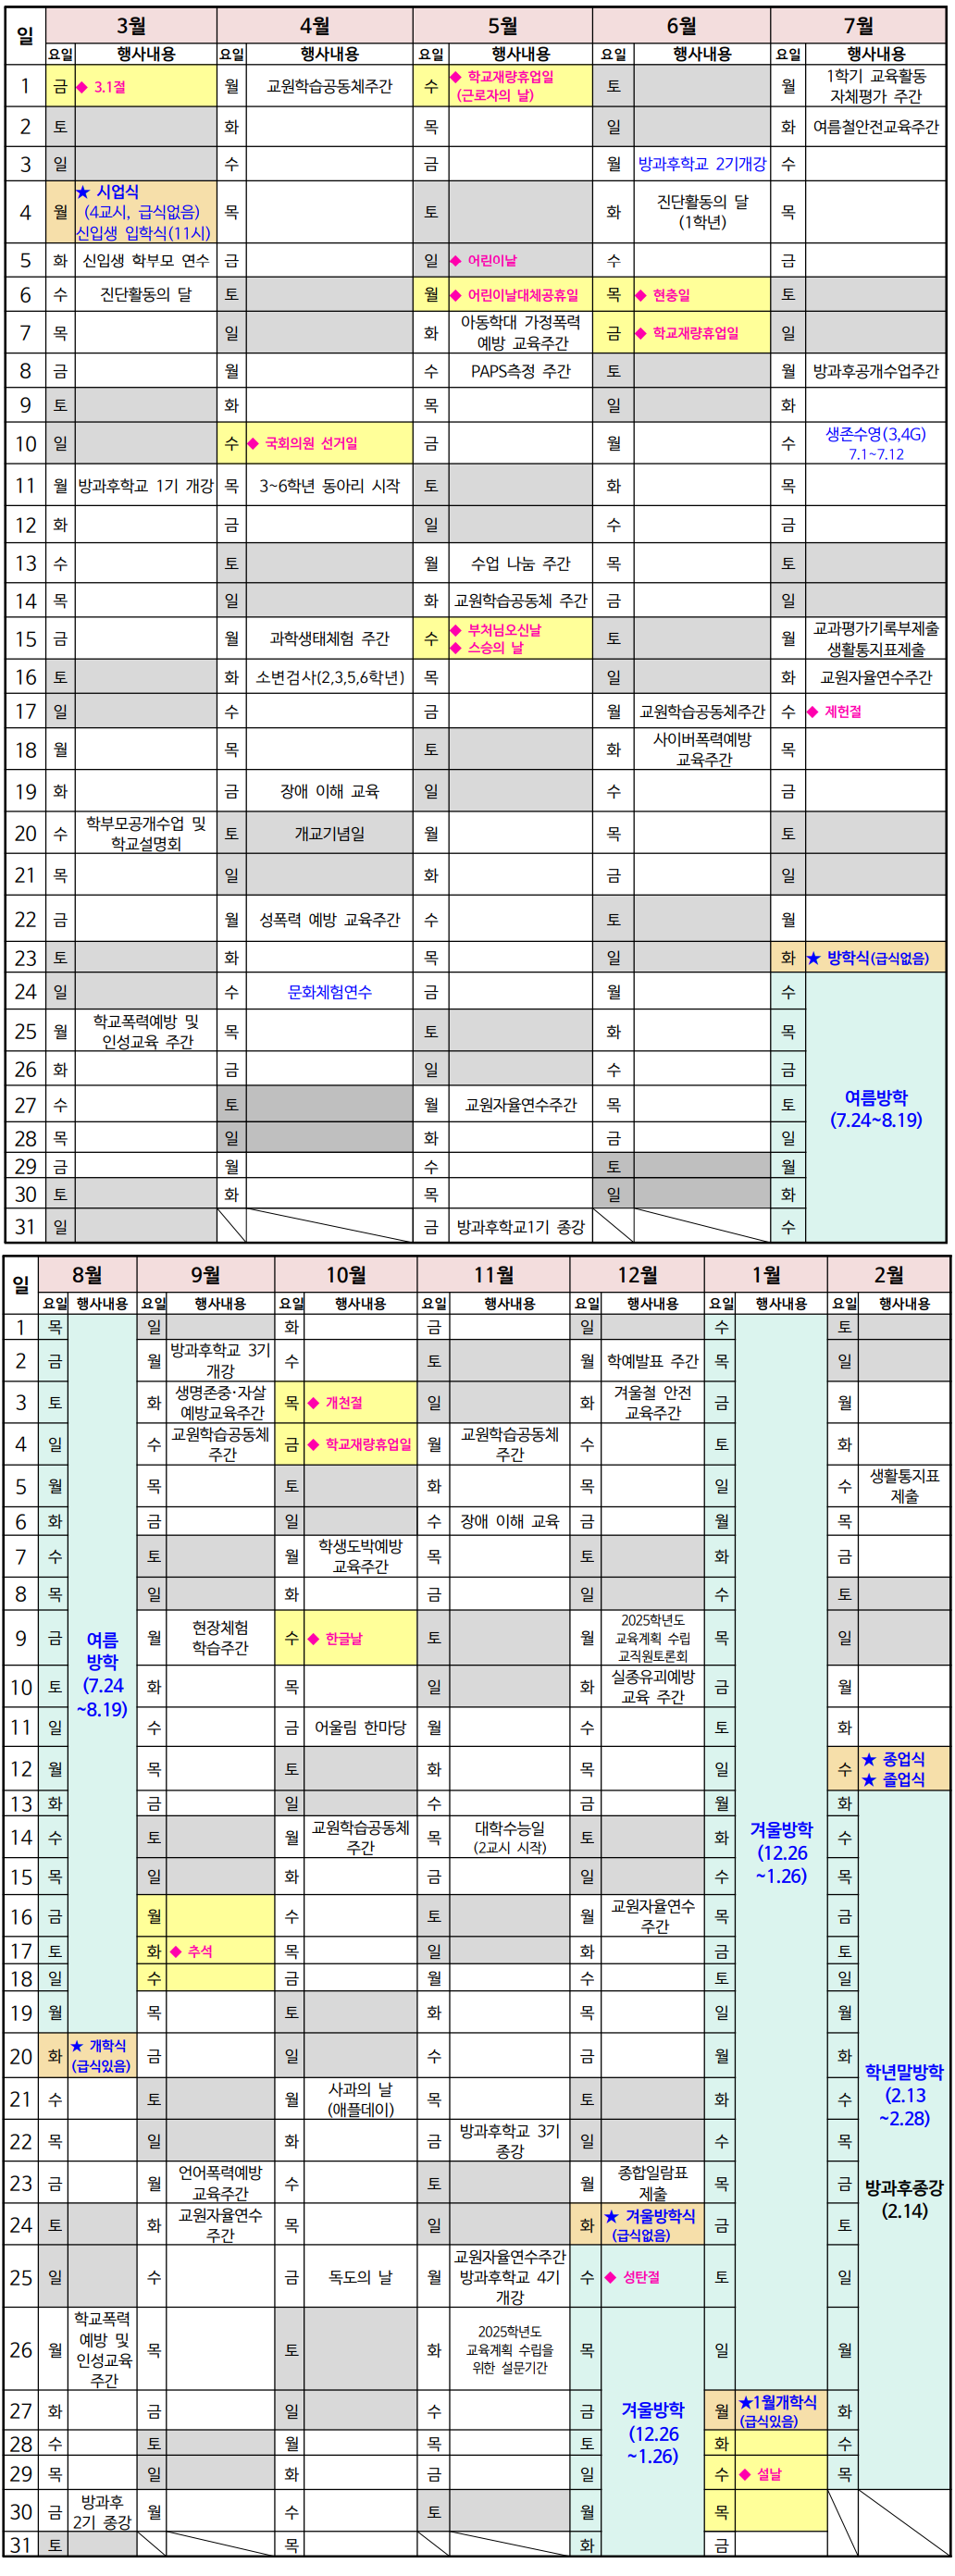 일 3월 4월 5월 6월 7월
요일 행사내용 요일 행사내용 요일 행사내용 요일 행사내용 요일 행사내용
1 금 ◆ 3.1절 월 교원학습공동체주간 수 ◆ 학교재량휴업일 토 월 1학기 교육활동
(근로자의 날) 자체평가 주간
2 토 화 목 일 화 여름철안전교육주간
3 일 수 금 월 방과후학교 2기개강 수
4 월 ★ 시업식 목 토 화 진단활동의 달 목
(4교시, 급식없음) (1학년)
신입생 입학식(11시)
5 화 신입생 학부모 연수 금 일 ◆ 어린이날 수 금
6 수 진단활동의 달 토 월 ◆ 어린이날대체공휴일 목 ◆ 현충일 토
7 목 일 화 아동학대 가정폭력 금 ◆ 학교재량휴업일 일
예방 교육주간
8 금 월 수 PAPS측정 주간 토 월 방과후공개수업주간
9 토 화 목 일 화
10 일 수 ◆ 국회의원 선거일 금 월 수 생존수영(3,4G)
7.1~7.12
11 월 방과후학교 1기 개강 목 3~6학년 동아리 시작 토 화 목
12 화 금 일 수 금
13 수 토 월 수업 나눔 주간 목 토
14 목 일 화 교원학습공동체 주간 금 일
15 금 월 과학생태체험 주간 수 ◆ 부처님오신날 토 월 교과평가기록부제출
◆ 스승의 날 생활통지표제출
16 토 화 소변검사(2,3,5,6학년) 목 일 화 교원자율연수주간
17 일 수 금 월 교원학습공동체주간 수 ◆ 제헌절
18 월 목 토 화 사이버폭력예방 목
교육주간
19 화 금 장애 이해 교육 일 수 금
20 수 학부모공개수업 및 토 개교기념일 월 목 토
학교설명회
21 목 일 화 금 일
22 금 월 성폭력 예방 교육주간 수 토 월
23 토 화 목 일 화 ★ 방학식(급식없음)
24 일 수 문화체험연수 금 월 수
25 월 학교폭력예방 및 목 토 화 목
인성교육 주간
26 화 금 일 수 금
27 수 토 월 교원자율연수주간 목 토 여름방학
(7.24~8.19)
28 목 일 화 금 일
29 금 월 수 토 월
30 토 화 목 일 화
31 일 금 방과후학교1기 종강 수
일 8월 9월 10월 11월 12월 1월 2월
요일 행사내용 요일 행사내용 요일 행사내용 요일 행사내용 요일 행사내용 요일 행사내용 요일 행사내용
1 목 일 화 금 일 수 토
2 금 월 방과후학교 3기 수 토 월 학예발표 주간 목 일
개강
3 토 화 생명존중·자살 목 ◆ 개천절 일 화 겨울철 안전 금 월
예방교육주간 교육주간
4 일 수 교원학습공동체 금 ◆ 학교재량휴업일 월 교원학습공동체 수 토 화
주간 주간
5 월 목 토 화 목 일 수 생활통지표
제출
6 화 금 일 수 장애 이해 교육 금 월 목
7 수 토 월 학생도박예방 목 토 화 금
교육주간
8 목 일 화 금 일 수 토
9 금 여름 월 현장체험 수 ◆ 한글날 토 월 2025학년도 목 일
방학 학습주간 교육계획 수립
(7.24 교직원토론회
~8.19)
10 토 화 목 일 화 실종유괴예방 금 월
교육 주간
11 일 수 금 어울림 한마당 월 수 토 화
12 월 목 토 화 목 일 수 ★ 종업식
★ 졸업식
13 화 금 일 수 금 월 화
14 수 토 월 교원학습공동체 목 대학수능일 토 화 겨울방학 수
주간 (2교시 시작) (12.26
~1.26)
15 목 일 화 금 일 수 목
16 금 월 수 토 월 교원자율연수 목 금
주간
17 토 화 ◆ 추석 목 일 화 금 토
18 일 수 금 월 수 토 일
19 월 목 토 화 목 일 월
20 화 ★ 개학식 금 일 수 금 월 화 학년말방학
(급식있음) (2.13
~2.28)
21 수 토 월 사과의 날 목 토 화 수
(애플데이)
22 목 일 화 금 방과후학교 3기 일 수 목
종강
23 금 월 언어폭력예방 수 토 월 종합일람표 목 금 방과후종강
교육주간 제출 (2.14)
24 토 화 교원자율연수 목 일 화 ★ 겨울방학식 금 토
주간 (급식없음)
25 일 수 금 독도의 날 월 교원자율연수주간 수 ◆ 성탄절 토 일
방과후학교 4기
개강
26 월 학교폭력 목 토 화 2025학년도 목 일 월
예방 및 교육계획 수립을
인성교육 위한 설문기간
주간
27 화 금 일 수 금 겨울방학 월 ★1월개학식 화
(12.26 (급식있음)
~1.26)
28 수 토 월 목 토 화 수
29 목 일 화 금 일 수 ◆ 설날 목
30 금 방과후 월 수 토 월 목
2기 종강
31 토 목 화 금